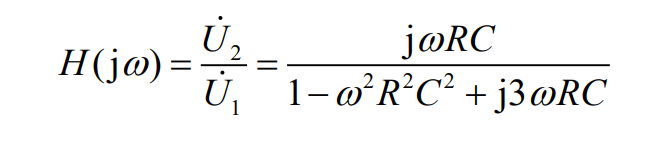 H(jω) = U̇₂/U̇₁ = jωRC/(1−ω²R²C² + j3ωRC)